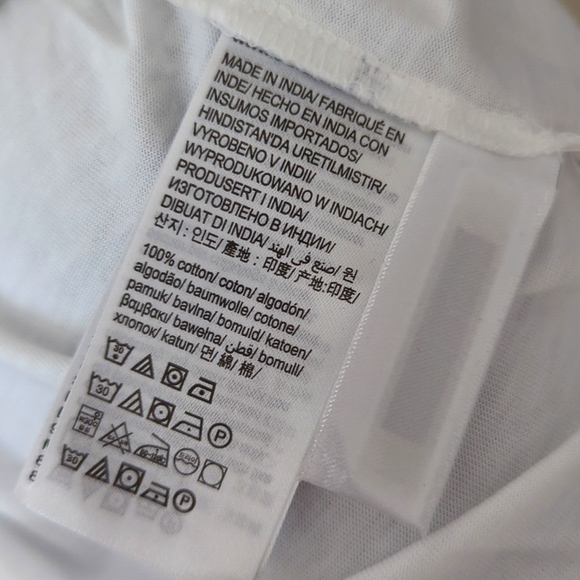 MADE IN INDIA/ FABRIQUÉ EN
INDE/ HECHO EN INDIA CON
INSUMOS IMPORTADOS/
HINDISTAN'DA URETILMISTIR/
VYROBENO V INDII/
WYPRODUKOWANO W INDIACH/
PRODUSERT I INDIA/
ИЗГОТОВЛЕНО В ИНДИИ/
DIBUAT DI INDIA/ صنع في الهند/ 원
산지 : 인도/ 產地 : 印度/ 产地:印度/
100% cotton/ coton/ algodón/
algodão/ baumwolle/ cotone/
pamuk/ bavlna/ bomuld/ katoen/
βαμβακι/ bawełna/ قطن/ bomull/
хлопок/ katun/ 면/ 綿/ 棉/
30
30 P
30 P